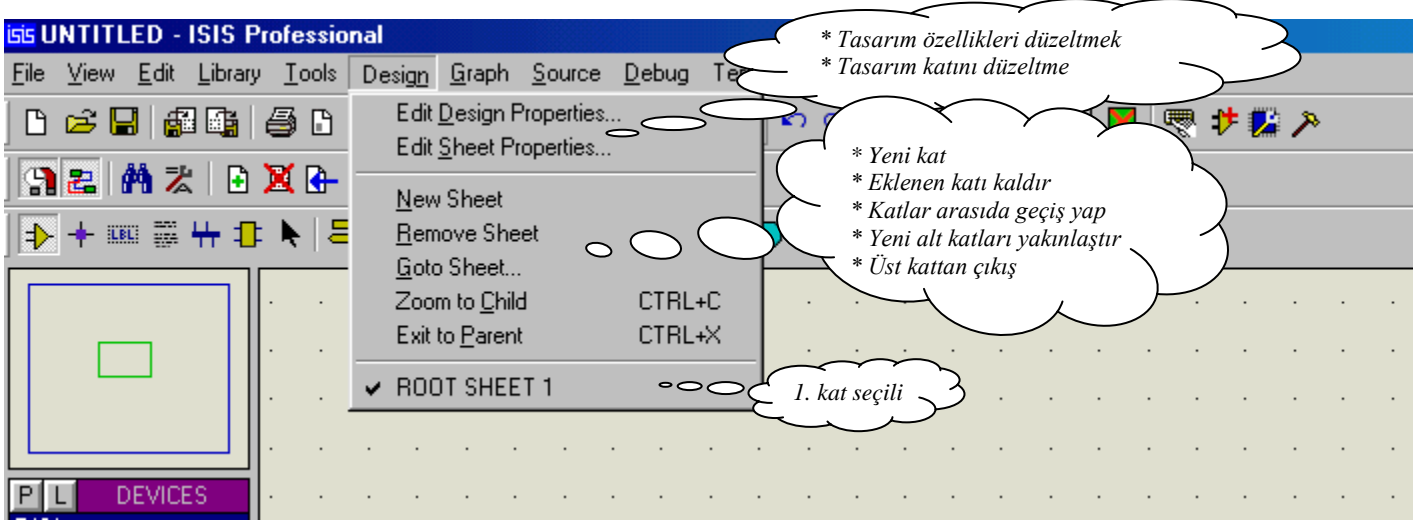 isis UNTITLED - ISIS Professional
File View Edit Library Tools Design Graph Source Debug
* Tasarım özellikleri düzeltmek
* Tasarım katını düzeltme
Edit Design Properties...
Edit Sheet Properties...
New Sheet
Remove Sheet
Goto Sheet...
Zoom to Child CTRL+C
Exit to Parent CTRL+X
ROOT SHEET 1
* Yeni kat
* Eklenen katı kaldır
* Katlar arasıda geçiş yap
* Yeni alt katları yakınlaştır
* Üst kattan çıkış
1. kat seçili
LBL
P L DEVICES